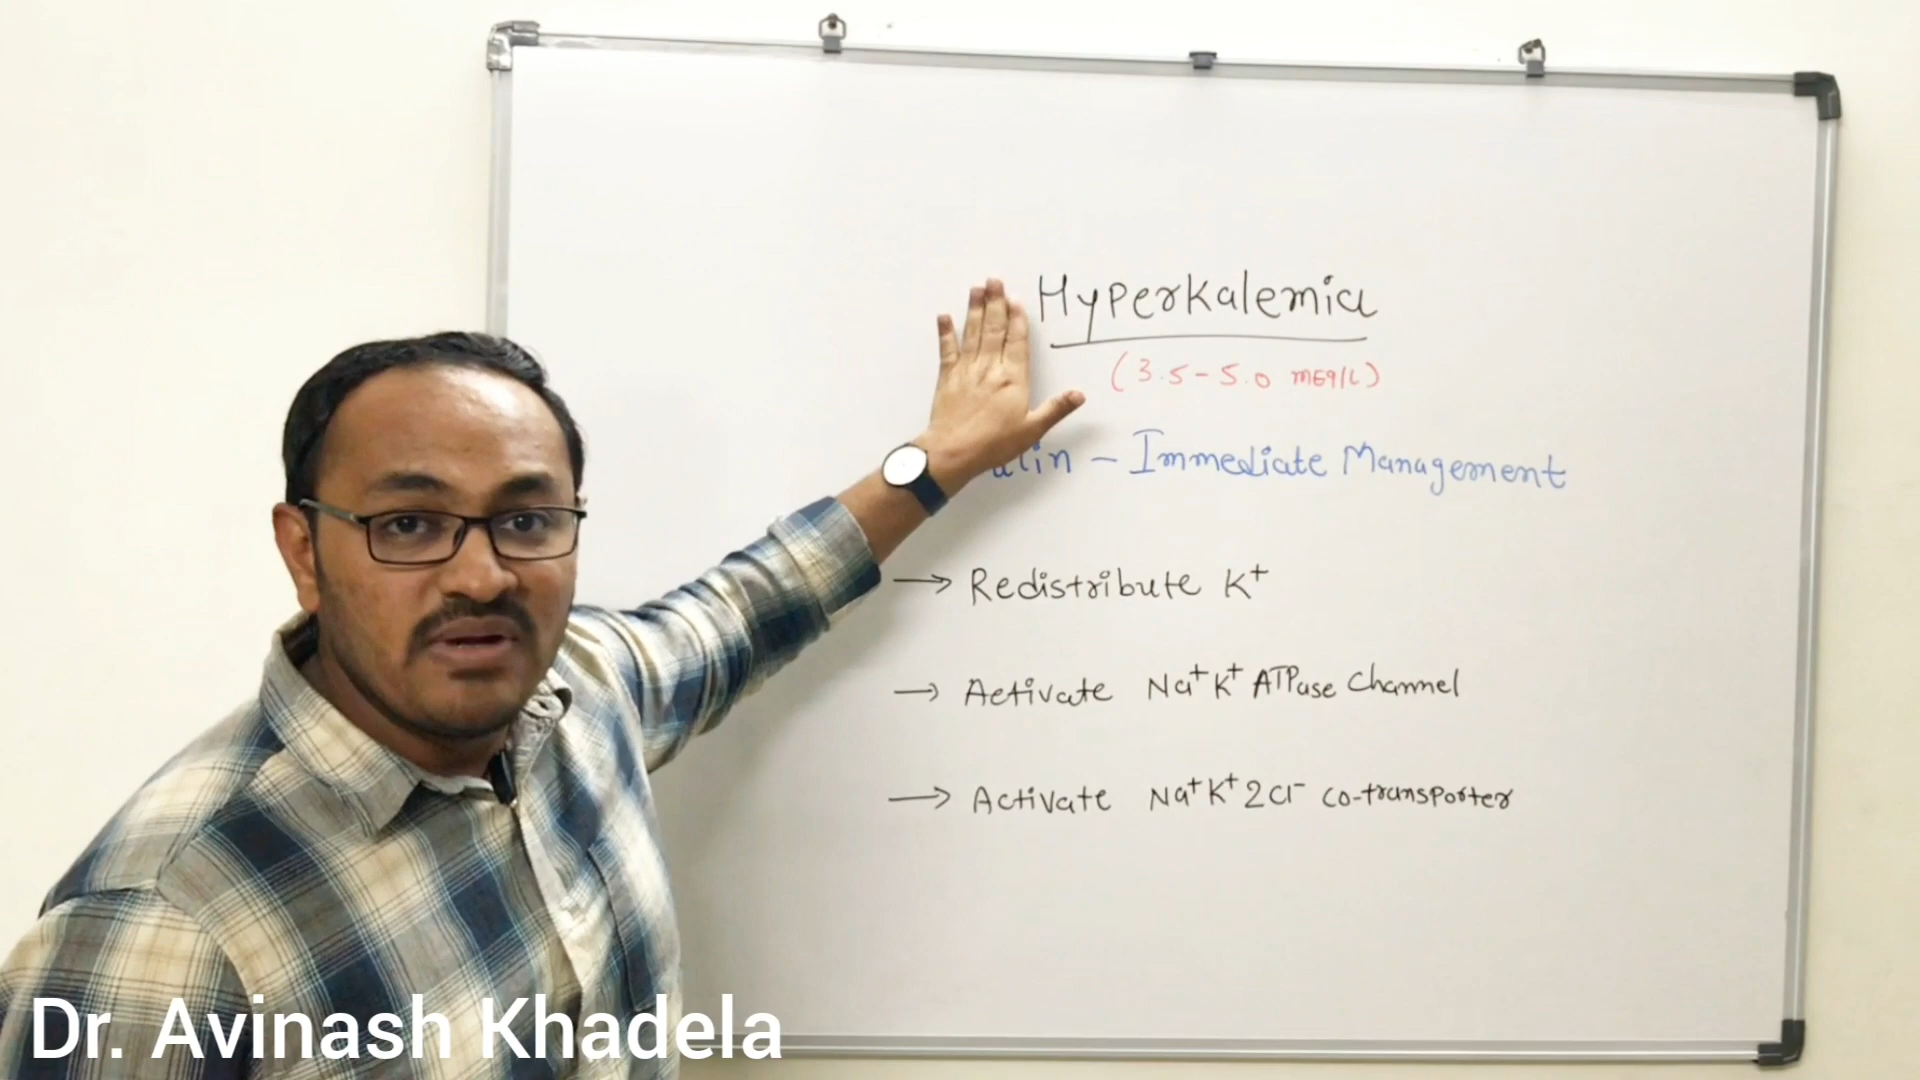 Hyperkalemia
(3.5-5.0 mEq/L)
ulin - Immediate Management
→ Redistribute K⁺
→ Activate Na⁺K⁺ ATPase Channel
→ Activate Na⁺K⁺2Cl⁻ co-transporter
Dr. Avinash Khadela